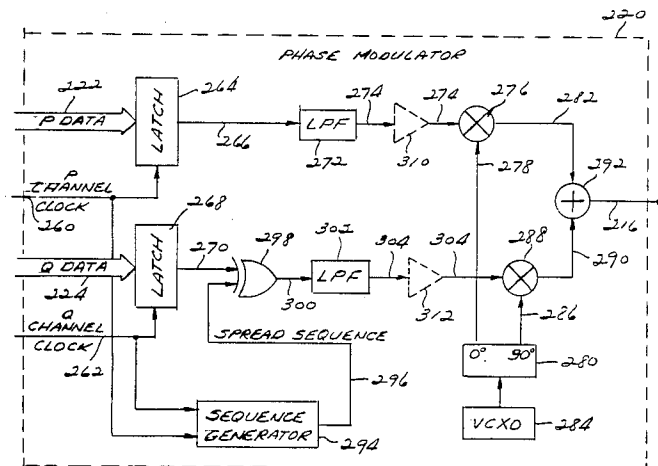 220
PHASE MODULATOR
222
P DATA
LATCH
264
266
LPF
272
274
310
274
276
278
282
292
216
P
CHANNEL
CLOCK
260
Q DATA
224
LATCH
268
270
298
300
302
LPF
304
312
304
288
290
286
Q
CHANNEL
CLOCK
262
SPREAD SEQUENCE
296
SEQUENCE
GENERATOR
294
0°. 90°
280
VCXO
284